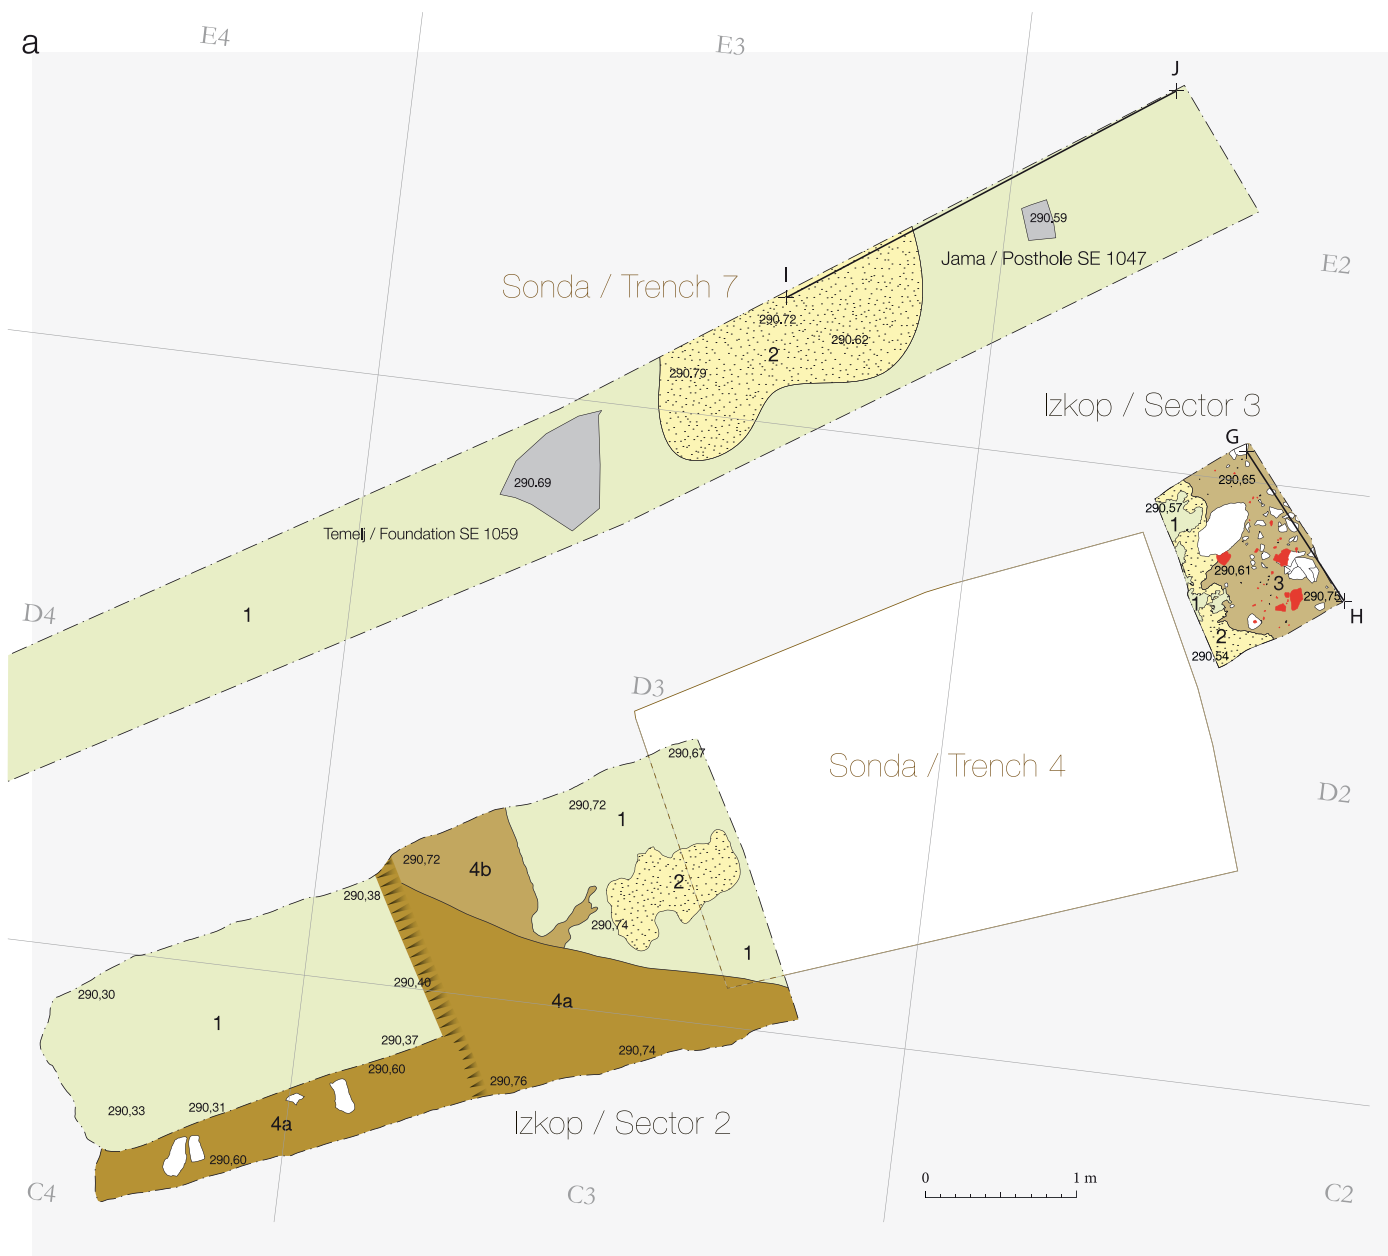 a
E4
E3
J
290.59
Jama / Posthole SE 1047
E2
Sonda / Trench 7
I
290.72
290.62
2
290.79
Izkop / Sector 3
G
290,65
290,57
1
290.69
Temelj / Foundation SE 1059
290,61
3
290,75
1
H
2
290,54
D4
1
D3
290,67
Sonda / Trench 4
D2
290,72
1
290,72
4b
2
290,38
290,74
1
290,40
290,30
4a
1
290,37
290,74
290,60
290,76
290,33
290,31
4a
Izkop / Sector 2
290,60
0 1 m
C4
C3
C2